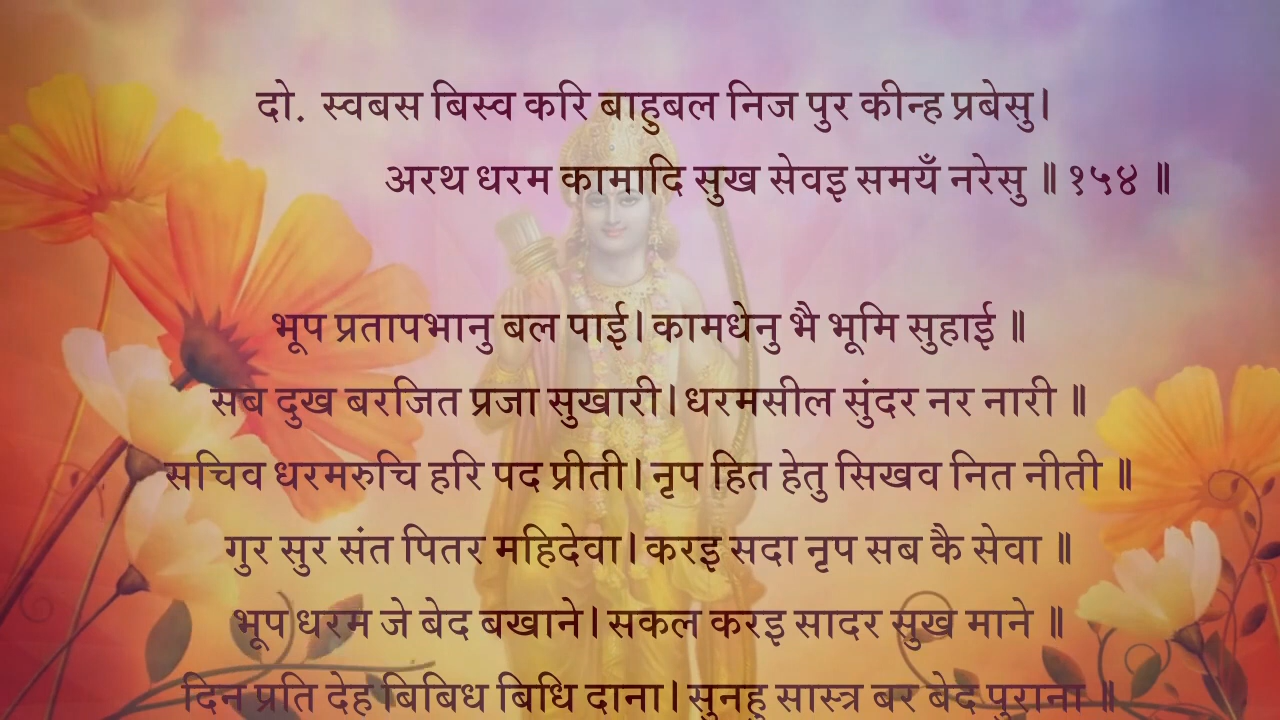 दो. स्वबस बिस्व करि बाहुबल निज पुर कीन्ह प्रबेसु।
अरथ धरम कामादि सुख सेवइ समयँ नरेसु ॥ १५४ ॥
भूप प्रतापभानु बल पाई। कामधेनु भै भूमि सुहाई ॥
सब दुख बरजित प्रजा सुखारी। धरमसील सुंदर नर नारी ॥
सचिव धरमरुचि हरि पद प्रीती। नृप हित हेतु सिखव नित नीती ॥
गुर सुर संत पितर महिदेवा। करइ सदा नृप सब कै सेवा ॥
भूप धरम जे बेद बखाने। सकल करइ सादर सुख माने ॥
दिन प्रति देह बिबिध बिधि दाना। सुनहु सास्त्र बर बेद पुराना ॥